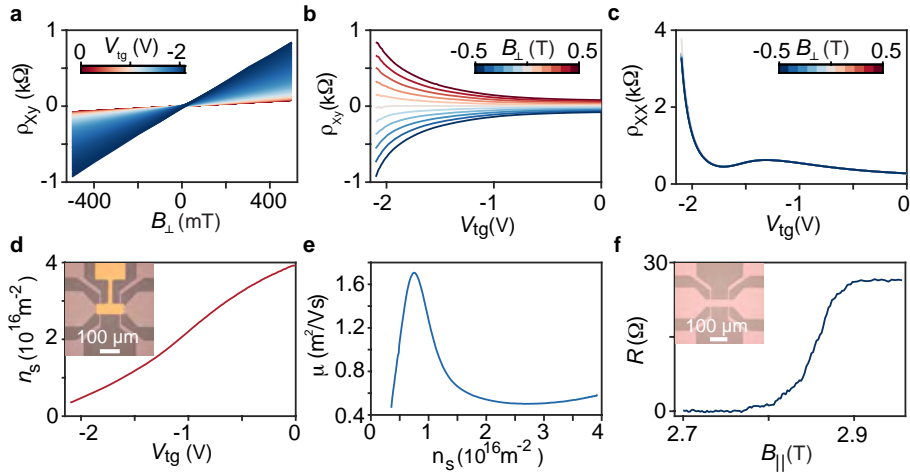 a
V_tg (V)
0 -2
1
0
-1
ρ_Xy (kΩ)
-400 0 400
B_⊥ (mT)
b
B_⊥ (T)
-0.5 0.5
1
0
-1
ρ_Xy (kΩ)
-2 -1 0
V_tg (V)
c
B_⊥ (T)
-0.5 0.5
4
2
0
ρ_XX (kΩ)
-2 -1 0
V_tg (V)
d
4
2
0
n_s (10^16 m^-2)
100 μm
-2 -1 0
V_tg (V)
e
1.6
1.2
0.8
0.4
μ (m²/Vs)
0 1 2 3 4
n_s (10^16 m^-2)
f
30
0
R (Ω)
100 μm
2.7 2.9
B_|| (T)